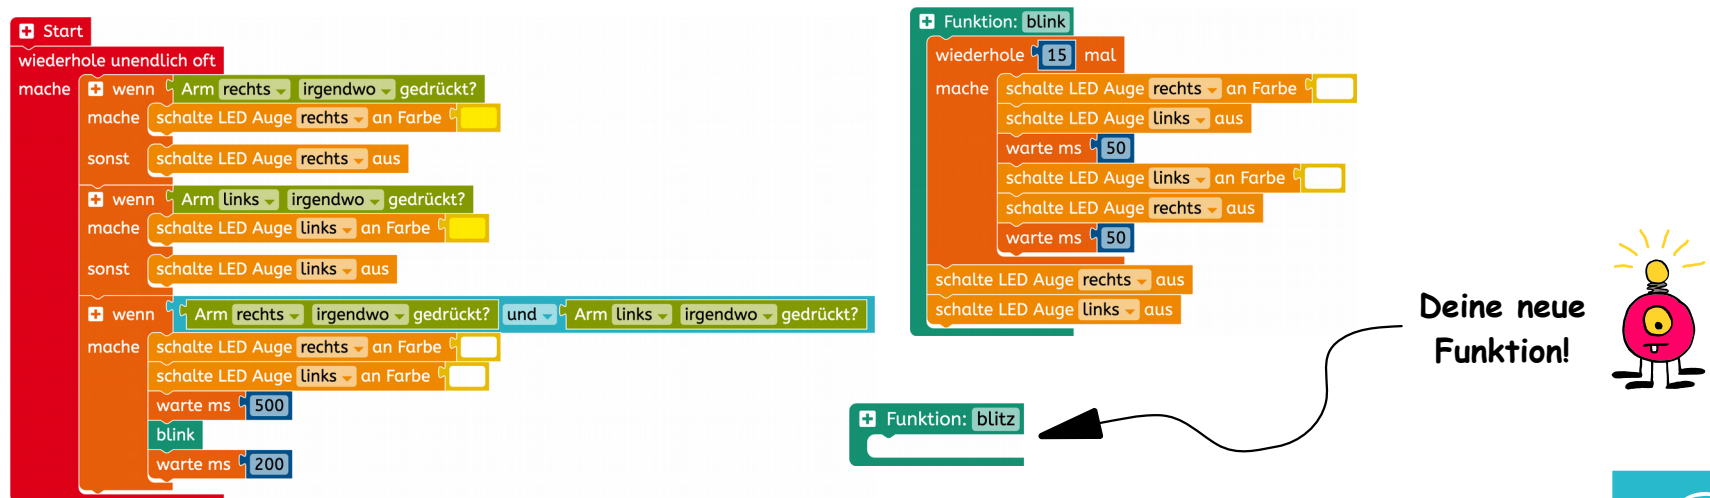 Start
wiederhole unendlich oft
mache wenn Arm rechts irgendwo gedrückt?
mache schalte LED Auge rechts an Farbe
sonst schalte LED Auge rechts aus
wenn Arm links irgendwo gedrückt?
mache schalte LED Auge links an Farbe
sonst schalte LED Auge links aus
wenn Arm rechts irgendwo gedrückt? und Arm links irgendwo gedrückt?
mache schalte LED Auge rechts an Farbe
schalte LED Auge links an Farbe
warte ms 500
blink
warte ms 200
Funktion: blink
wiederhole 15 mal
mache schalte LED Auge rechts an Farbe
schalte LED Auge links aus
warte ms 50
schalte LED Auge links an Farbe
schalte LED Auge rechts aus
warte ms 50
schalte LED Auge rechts aus
schalte LED Auge links aus
Funktion: blitz
Deine neue
Funktion!